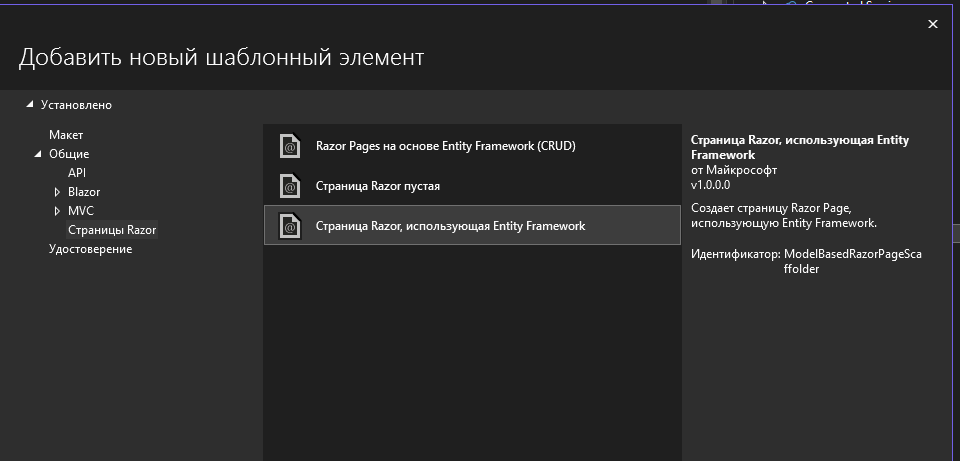 Добавить новый шаблонный элемент
Установлено
Макет
Общие
API
Blazor
MVC
Страницы Razor
Удостоверение
Razor Pages на основе Entity Framework (CRUD)
Страница Razor пустая
Страница Razor, использующая Entity Framework
Страница Razor, использующая Entity
Framework
от Майкрософт
v1.0.0.0
Создает страницу Razor Page,
использующую Entity Framework.
Идентификатор: ModelBasedRazorPageSca
ffolder